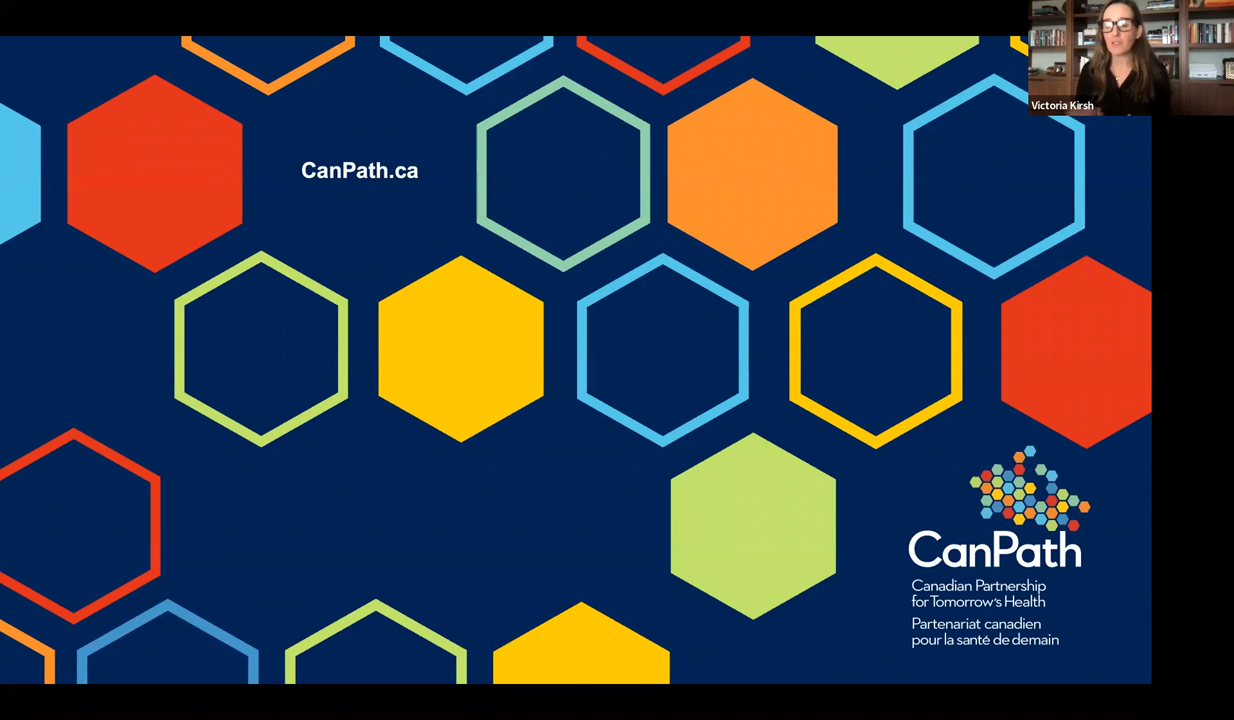 Victoria Kirsh
CanPath.ca
CanPath
Canadian Partnership
for Tomorrow's Health
Partenariat canadien
pour la santé de demain